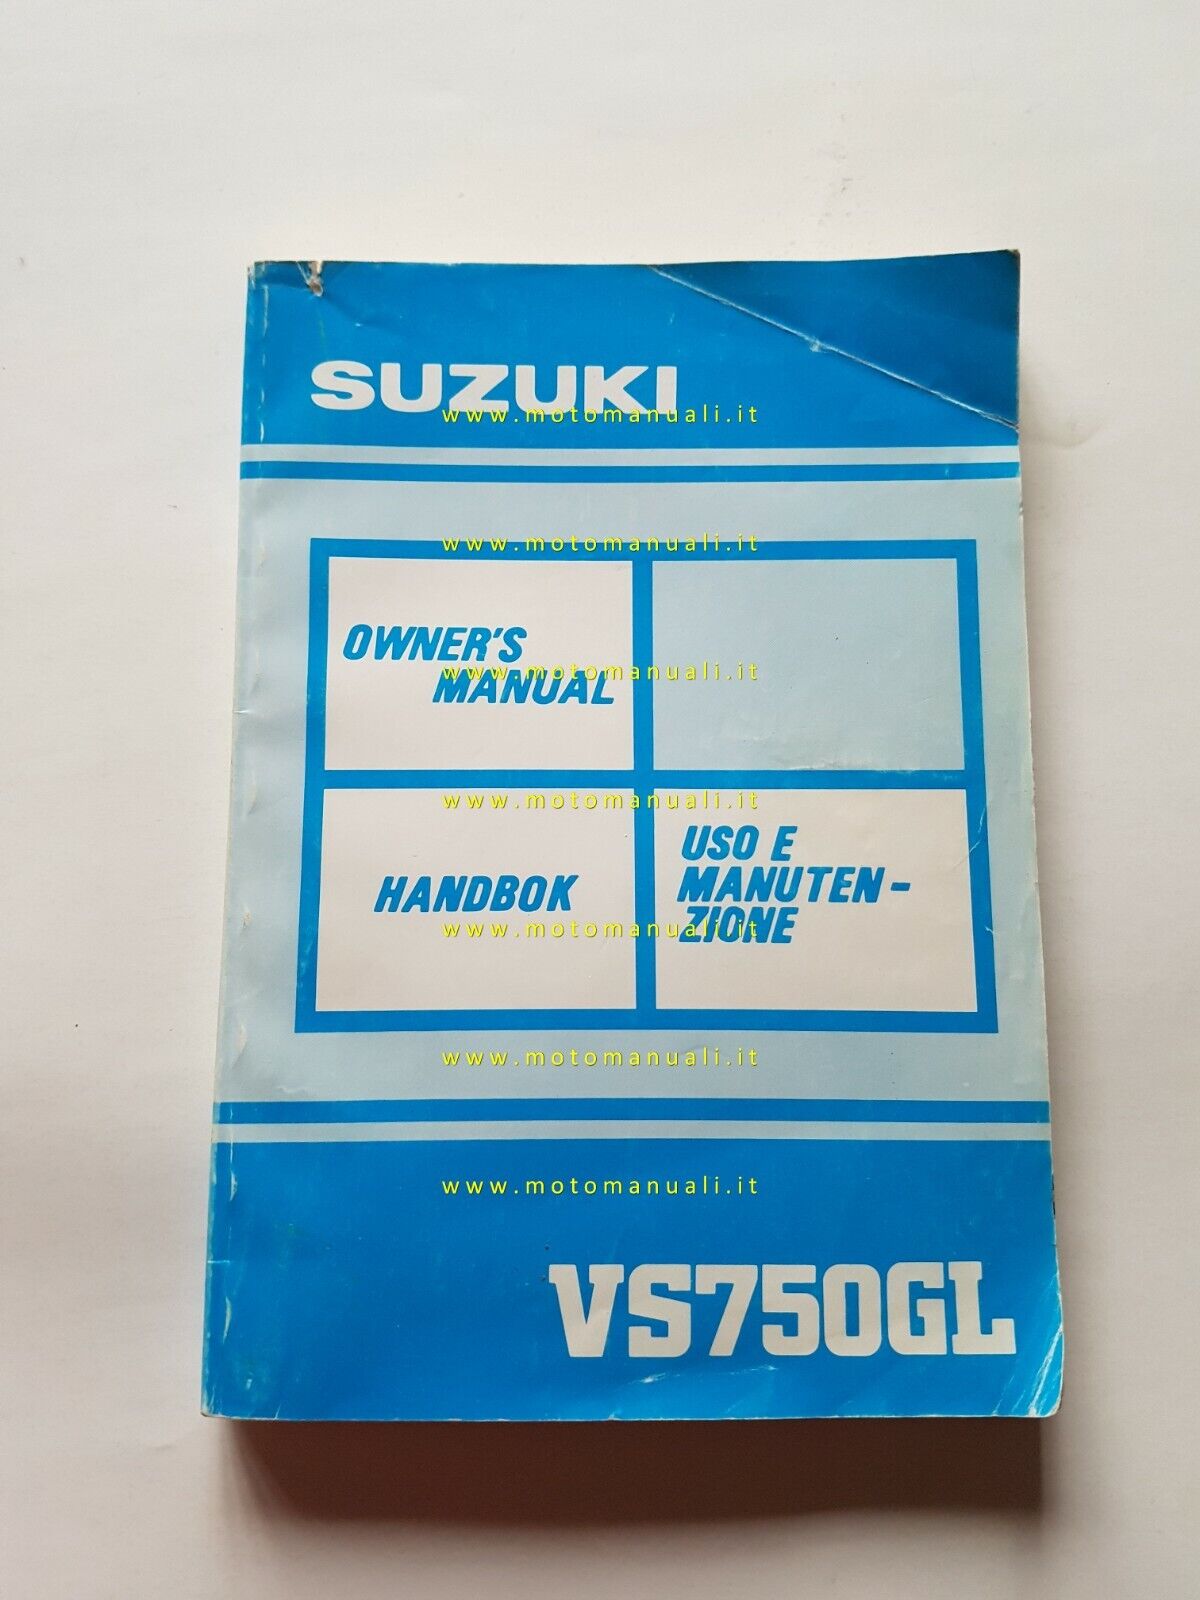 SUZUKI
www.motomanuali.it
www.motomanuali.it
OWNER'S
MANUAL
www.motomanuali.it
www.motomanuali.it
HANDBOK
USO E
MANUTEN-
ZIONE
www.motomanuali.it
www.motomanuali.it
www.motomanuali.it
VS750GL